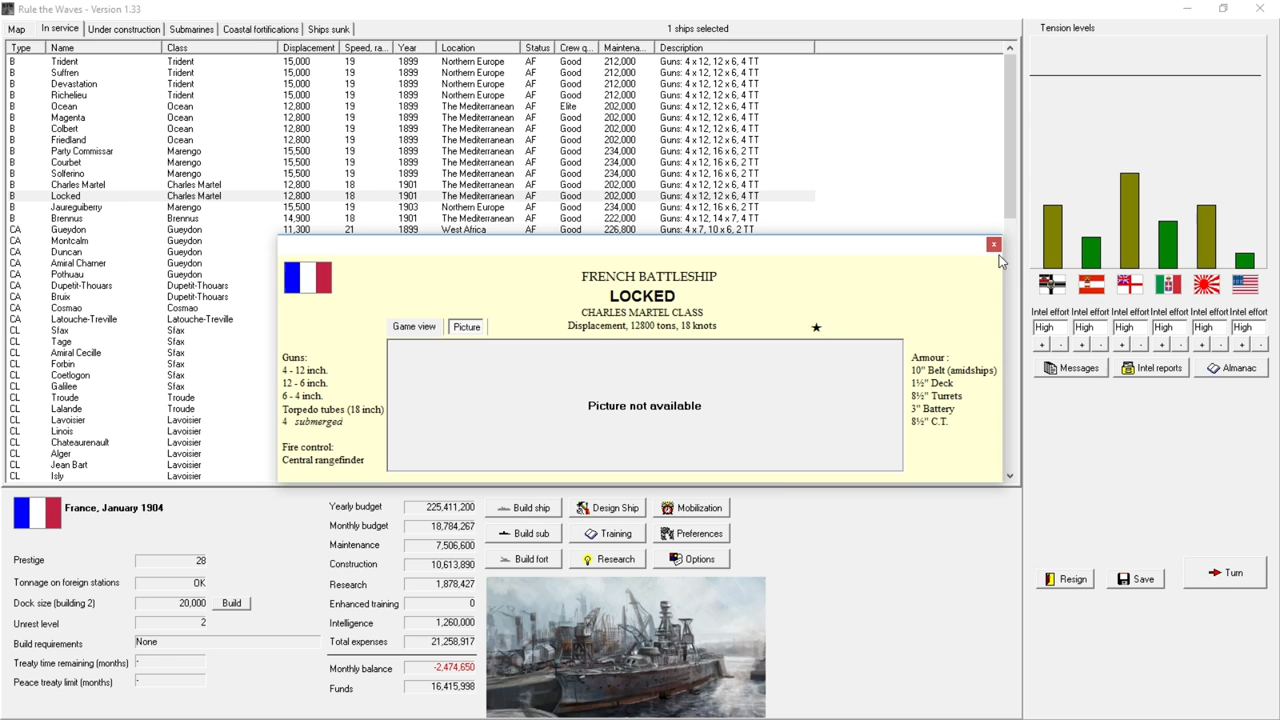 Rule the Waves - Version 1.33
Map In service Under construction Submarines Coastal fortifications Ships sunk 1 ships selected
Type Name Class Displacement Speed, ra... Year Location Status Crew q... Maintena... Description
B Trident Trident 15,000 19 1899 Northern Europe AF Good 212,000 Guns: 4 x 12, 12 x 6, 4 TT
B Suffren Trident 15,000 19 1899 Northern Europe AF Good 212,000 Guns: 4 x 12, 12 x 6, 4 TT
B Devastation Trident 15,000 19 1899 Northern Europe AF Good 212,000 Guns: 4 x 12, 12 x 6, 4 TT
B Richelieu Trident 15,000 19 1899 Northern Europe AF Good 212,000 Guns: 4 x 12, 12 x 6, 4 TT
B Ocean Ocean 12,800 19 1899 The Mediterranean AF Elite 202,000 Guns: 4 x 12, 12 x 6, 4 TT
B Magenta Ocean 12,800 19 1899 The Mediterranean AF Good 202,000 Guns: 4 x 12, 12 x 6, 4 TT
B Colbert Ocean 12,800 19 1899 The Mediterranean AF Good 202,000 Guns: 4 x 12, 12 x 6, 4 TT
B Friedland Ocean 12,800 19 1899 The Mediterranean AF Good 202,000 Guns: 4 x 12, 12 x 6, 4 TT
B Party Commissar Marengo 15,500 19 1899 The Mediterranean AF Good 234,000 Guns: 4 x 12, 16 x 6, 2 TT
B Courbet Marengo 15,500 19 1899 The Mediterranean AF Good 234,000 Guns: 4 x 12, 16 x 6, 2 TT
B Solferino Marengo 15,500 19 1899 The Mediterranean AF Good 234,000 Guns: 4 x 12, 16 x 6, 2 TT
B Charles Martel Charles Martel 12,800 18 1901 The Mediterranean AF Good 202,000 Guns: 4 x 12, 12 x 6, 4 TT
B Locked Charles Martel 12,800 18 1901 The Mediterranean AF Good 202,000 Guns: 4 x 12, 12 x 6, 4 TT
B Jaureguiberry Marengo 15,500 19 1903 Northern Europe AF Good 234,000 Guns: 4 x 12, 16 x 6, 2 TT
B Brennus Brennus 14,900 18 1901 The Mediterranean AF Good 222,000 Guns: 4 x 12, 14 x 7, 4 TT
CA Gueydon Gueydon 11,300 21 1899 West Africa AF Good 226,800 Guns: 4 x 7, 10 x 6, 2 TT
CA Montcalm Gueydon
CA Duncan Gueydon
CA Amiral Charner Gueydon
CA Pothuau Gueydon
CA Dupetit-Thouars Gueydon
CA Bruix Gueydon
CA Cosmao Gueydon
CA Latouche-Treville Gueydon
CL Sfax Sfax
CL Tage Sfax
CL Amiral Cecille Sfax
CL Forbin Sfax
CL Coetlogon Sfax
CL Galilee Sfax
CL Troude Troude
CL Lalande Troude
CL Lavoisier Lavoisier
CL Linois Lavoisier
CL Chateaurenault Lavoisier
CL Alger Lavoisier
CL Jean Bart Lavoisier
CL Isly Lavoisier
FRENCH BATTLESHIP
LOCKED
CHARLES MARTEL CLASS
Displacement, 12800 tons, 18 knots
Game view Picture
Guns:
4 - 12 inch.
12 - 6 inch.
6 - 4 inch.
Torpedo tubes (18 inch)
4 submerged
Fire control:
Central rangefinder
Picture not available
Armour :
10" Belt (amidships)
1½" Deck
8½" Turrets
3" Battery
8½" C.T.
Tension levels
Intel effort Intel effort Intel effort Intel effort Intel effort Intel effort
High High High High High High
+ - + - + - + - + - + -
Messages Intel reports Almanac
France, January 1904
Prestige 28
Tonnage on foreign stations OK
Dock size (building 2) 20,000 Build
Unrest level 2
Build requirements None
Treaty time remaining (months) -
Peace treaty limit (months) -
Yearly budget 225,411,200
Monthly budget 18,784,267
Maintenance 7,506,600
Construction 10,613,890
Research 1,878,427
Enhanced training 0
Intelligence 1,260,000
Total expenses 21,258,917
Monthly balance -2,474,650
Funds 16,415,998
Build ship Design Ship Mobilization
Build sub Training Preferences
Build fort Research Options
Resign Save Turn